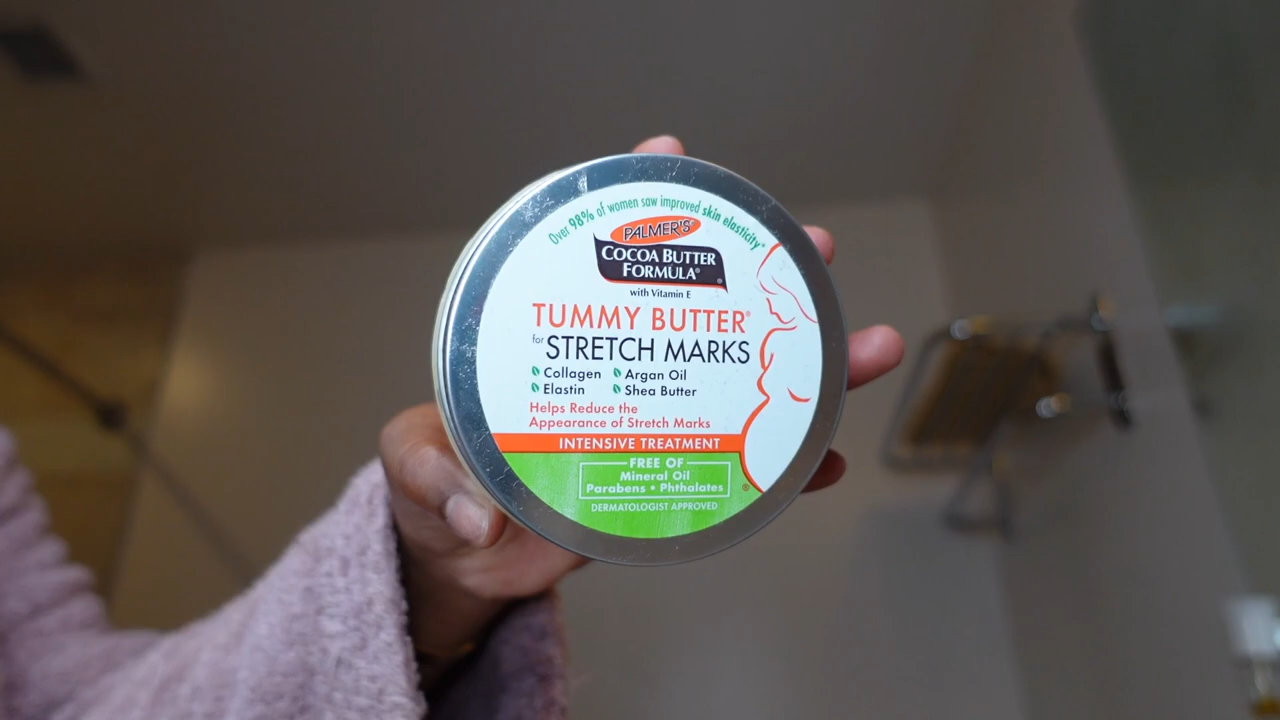 Over 98% of women saw improved skin elasticity*
PALMER'S®
COCOA BUTTER
FORMULA®
with Vitamin E
TUMMY BUTTER®
for STRETCH MARKS
Collagen Argan Oil
Elastin Shea Butter
Helps Reduce the
Appearance of Stretch Marks
INTENSIVE TREATMENT
FREE OF
Mineral Oil
Parabens • Phthalates
DERMATOLOGIST APPROVED